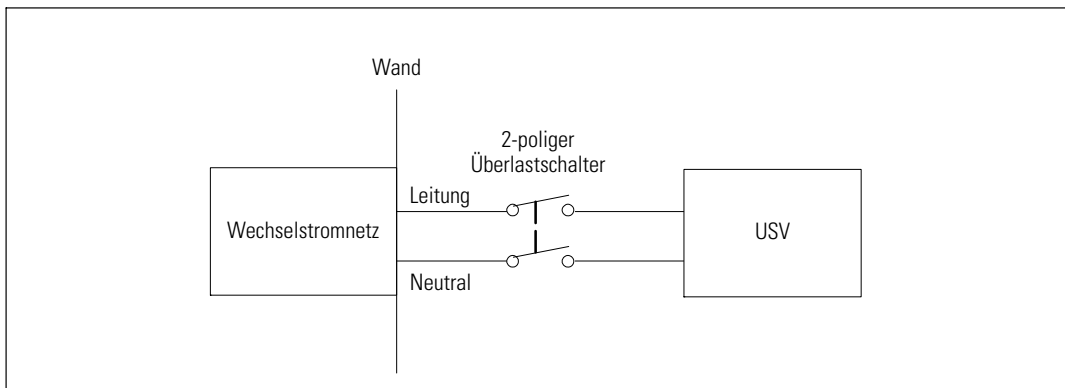 Wand
2-poliger
Überlastschalter
Leitung
Wechselstromnetz
USV
Neutral